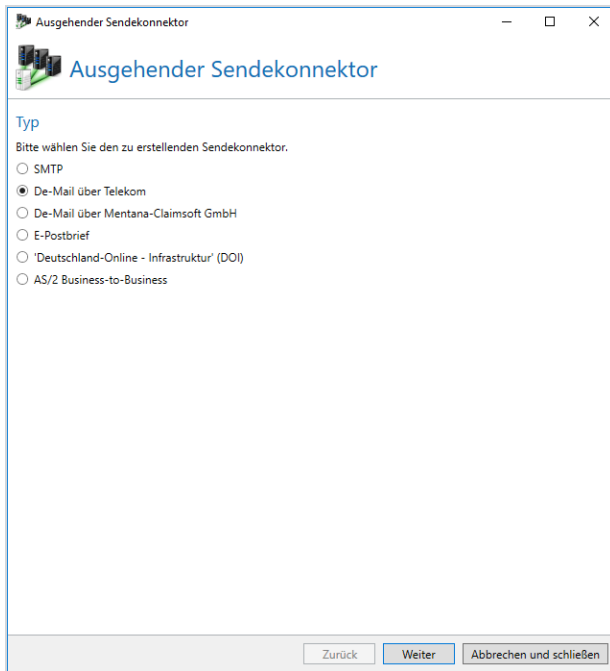 Ausgehender Sendekonnektor
Ausgehender Sendekonnektor
Typ
Bitte wählen Sie den zu erstellenden Sendekonnektor.
SMTP
De-Mail über Telekom
De-Mail über Mentana-Claimsoft GmbH
E-Postbrief
'Deutschland-Online - Infrastruktur' (DOI)
AS/2 Business-to-Business
Zurück Weiter Abbrechen und schließen